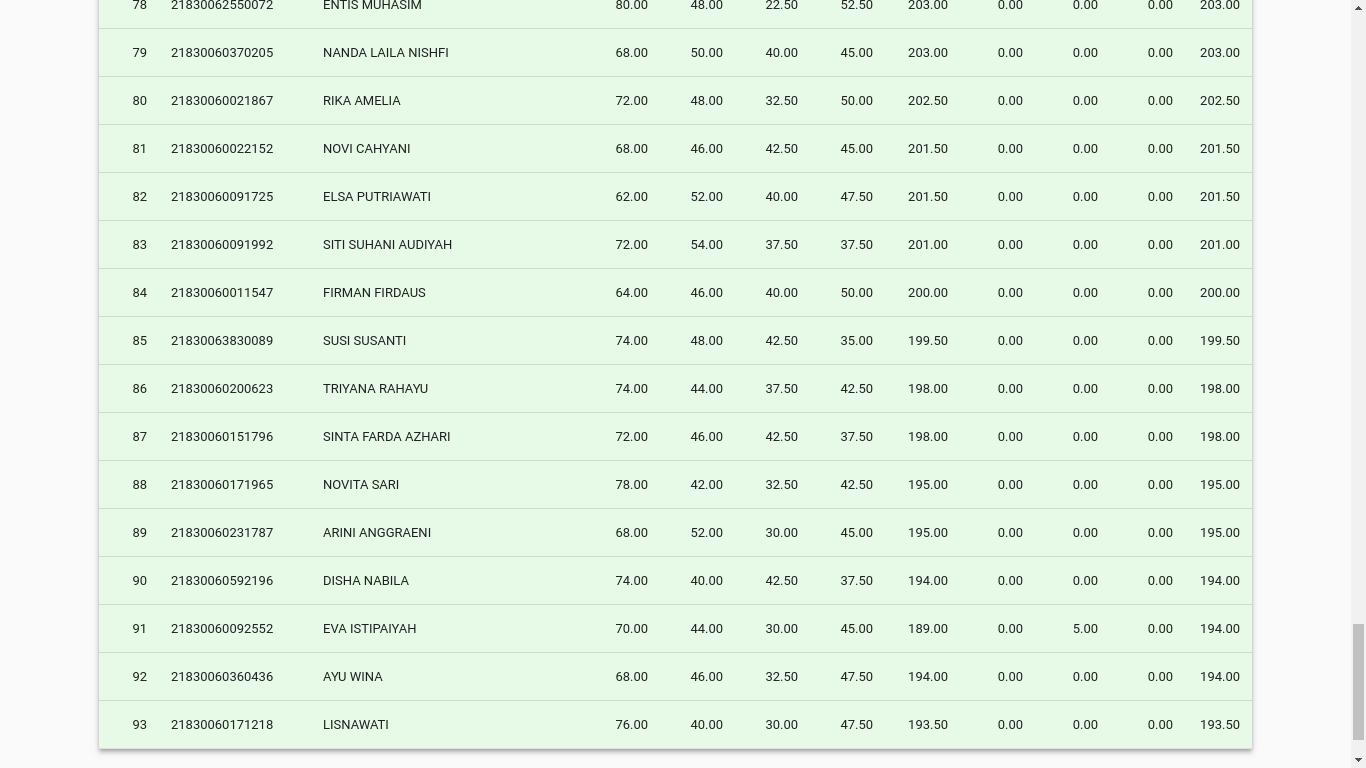 78 21830062550072 ENTIS MUHASIM 80.00 48.00 22.50 52.50 203.00 0.00 0.00 0.00 203.00
79 21830060370205 NANDA LAILA NISHFI 68.00 50.00 40.00 45.00 203.00 0.00 0.00 0.00 203.00
80 21830060021867 RIKA AMELIA 72.00 48.00 32.50 50.00 202.50 0.00 0.00 0.00 202.50
81 21830060022152 NOVI CAHYANI 68.00 46.00 42.50 45.00 201.50 0.00 0.00 0.00 201.50
82 21830060091725 ELSA PUTRIAWATI 62.00 52.00 40.00 47.50 201.50 0.00 0.00 0.00 201.50
83 21830060091992 SITI SUHANI AUDIYAH 72.00 54.00 37.50 37.50 201.00 0.00 0.00 0.00 201.00
84 21830060011547 FIRMAN FIRDAUS 64.00 46.00 40.00 50.00 200.00 0.00 0.00 0.00 200.00
85 21830063830089 SUSI SUSANTI 74.00 48.00 42.50 35.00 199.50 0.00 0.00 0.00 199.50
86 21830060200623 TRIYANA RAHAYU 74.00 44.00 37.50 42.50 198.00 0.00 0.00 0.00 198.00
87 21830060151796 SINTA FARDA AZHARI 72.00 46.00 42.50 37.50 198.00 0.00 0.00 0.00 198.00
88 21830060171965 NOVITA SARI 78.00 42.00 32.50 42.50 195.00 0.00 0.00 0.00 195.00
89 21830060231787 ARINI ANGGRAENI 68.00 52.00 30.00 45.00 195.00 0.00 0.00 0.00 195.00
90 21830060592196 DISHA NABILA 74.00 40.00 42.50 37.50 194.00 0.00 0.00 0.00 194.00
91 21830060092552 EVA ISTIPAIYAH 70.00 44.00 30.00 45.00 189.00 0.00 5.00 0.00 194.00
92 21830060360436 AYU WINA 68.00 46.00 32.50 47.50 194.00 0.00 0.00 0.00 194.00
93 21830060171218 LISNAWATI 76.00 40.00 30.00 47.50 193.50 0.00 0.00 0.00 193.50